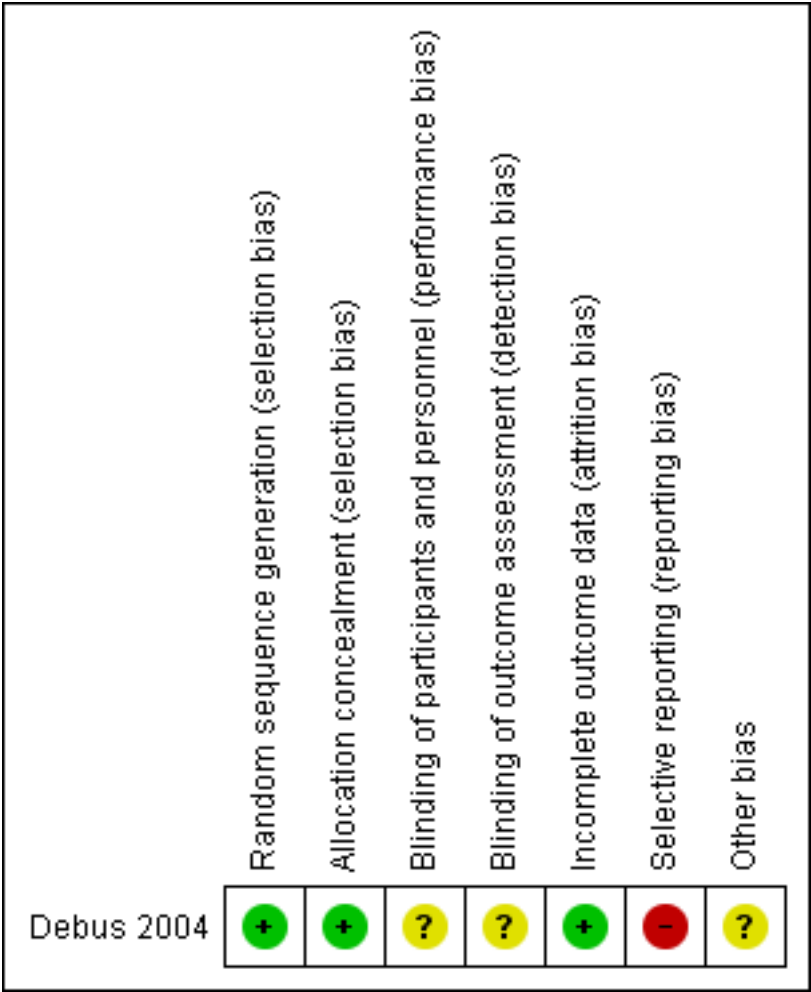 Random sequence generation (selection bias)
Allocation concealment (selection bias)
Blinding of participants and personnel (performance bias)
Blinding of outcome assessment (detection bias)
Incomplete outcome data (attrition bias)
Selective reporting (reporting bias)
Other bias
Debus 2004 + + ? ? + - ?